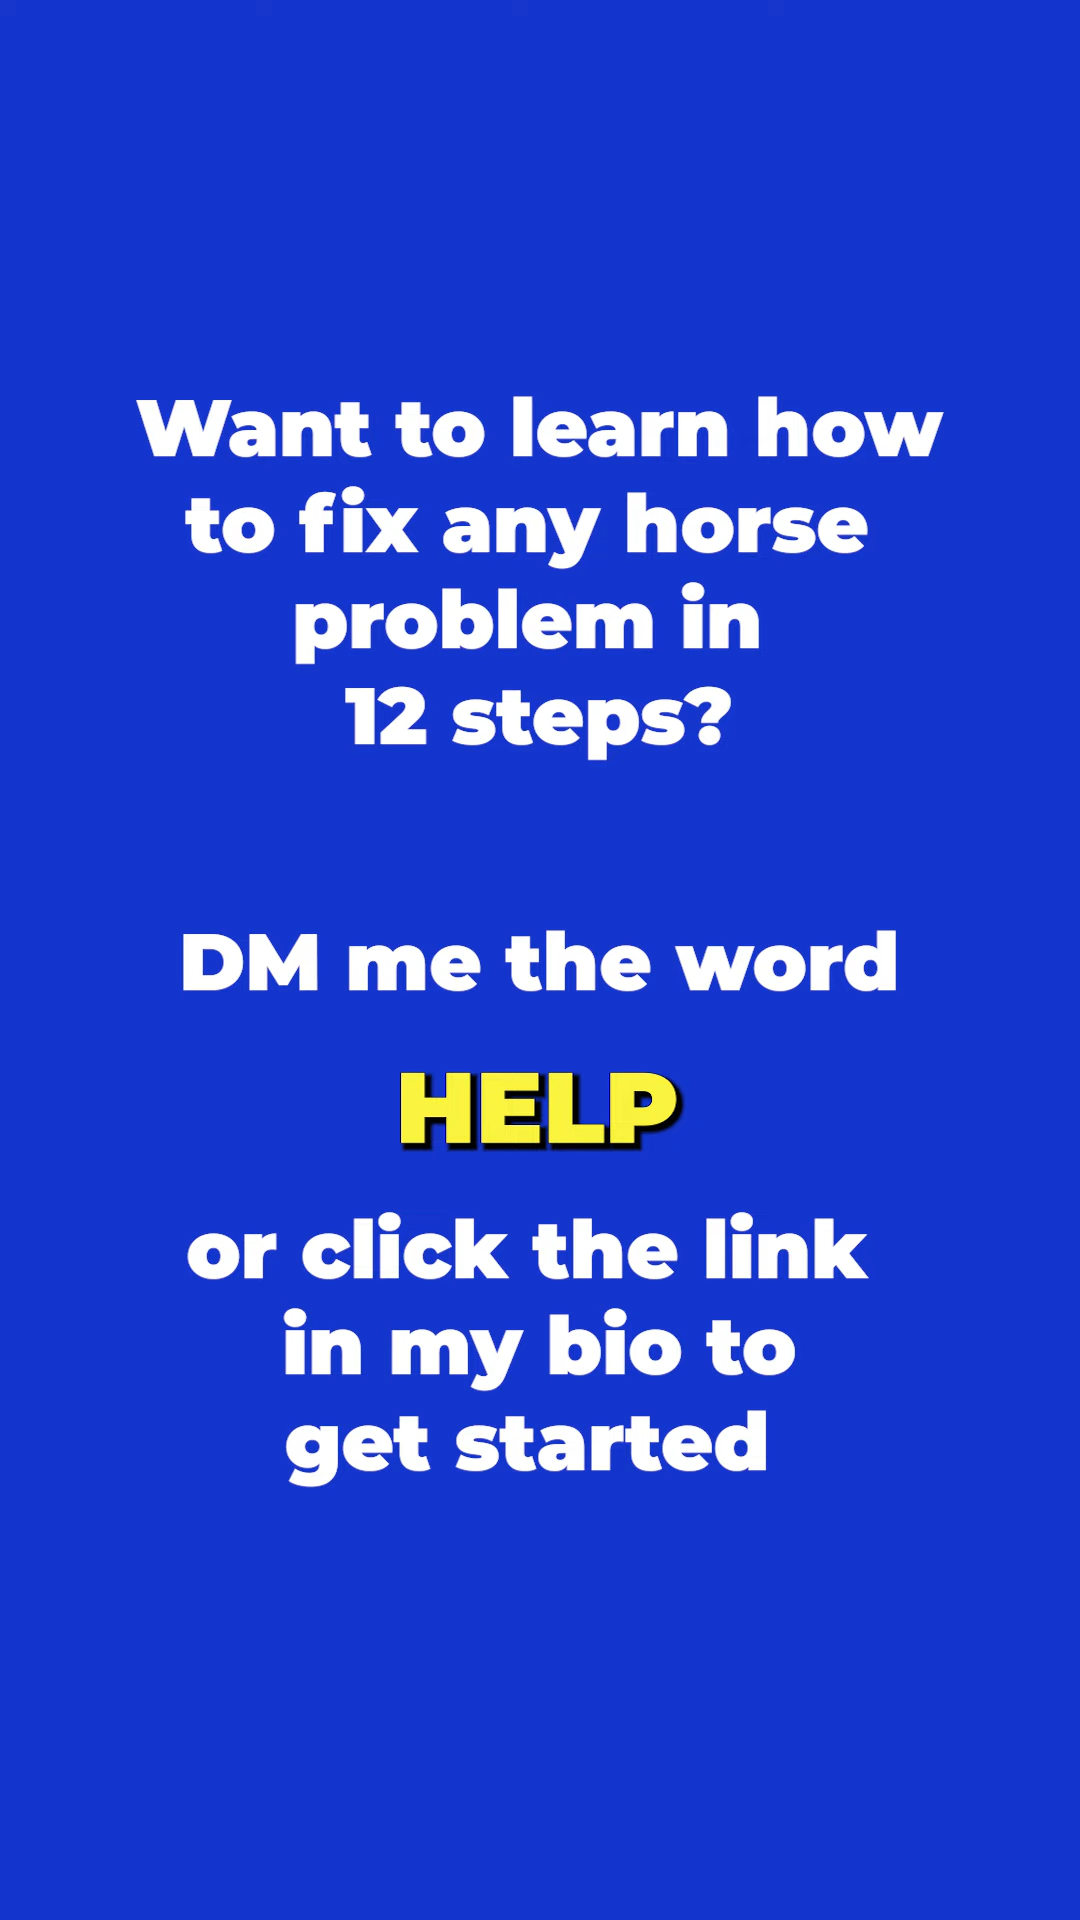 Want to learn how
to fix any horse
problem in
12 steps?
DM me the word
HELP
or click the link
in my bio to
get started